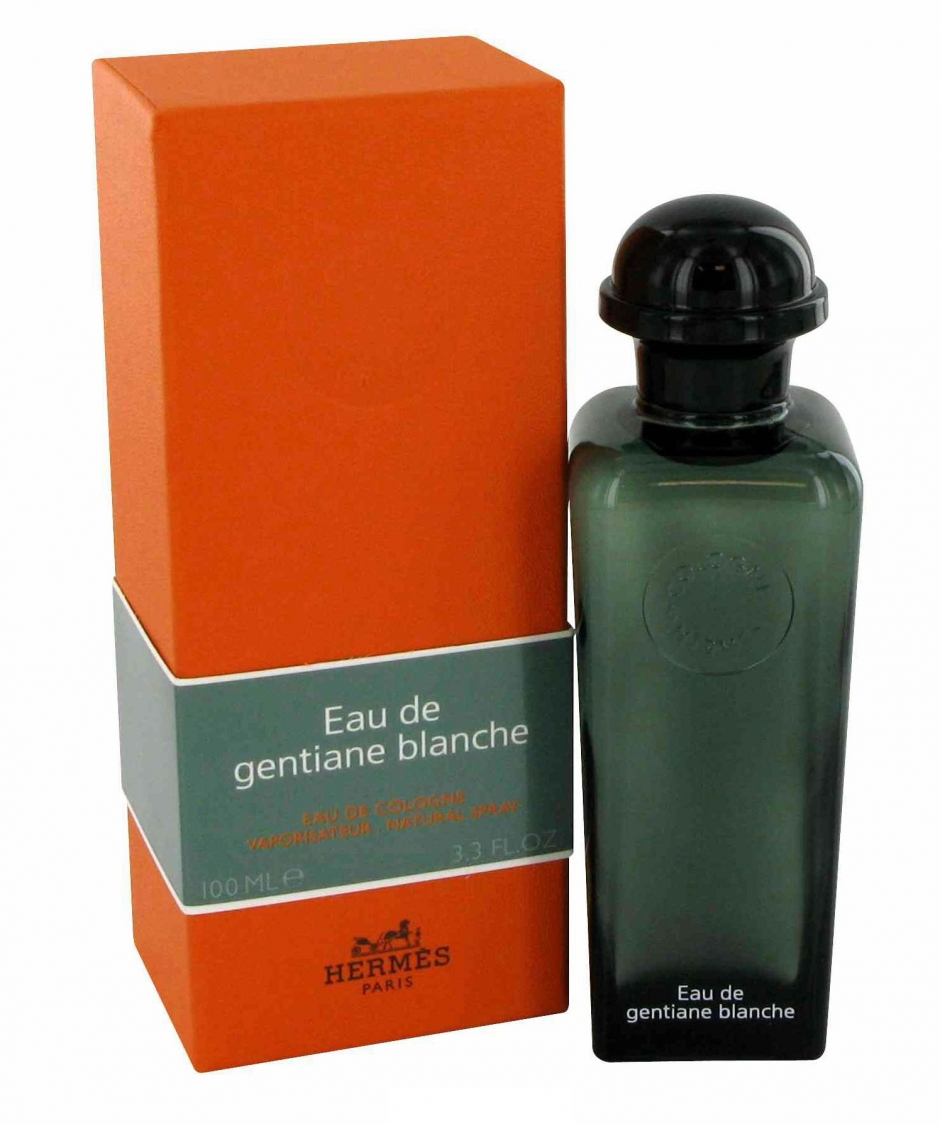 Eau de
gentiane blanche
EAU DE COLOGNE
VAPORISATEUR . NATURAL SPRAY
100 ML ℮
3.3 FL.OZ
HERMÈS
PARIS
COLOGNE
Eau de
gentiane blanche